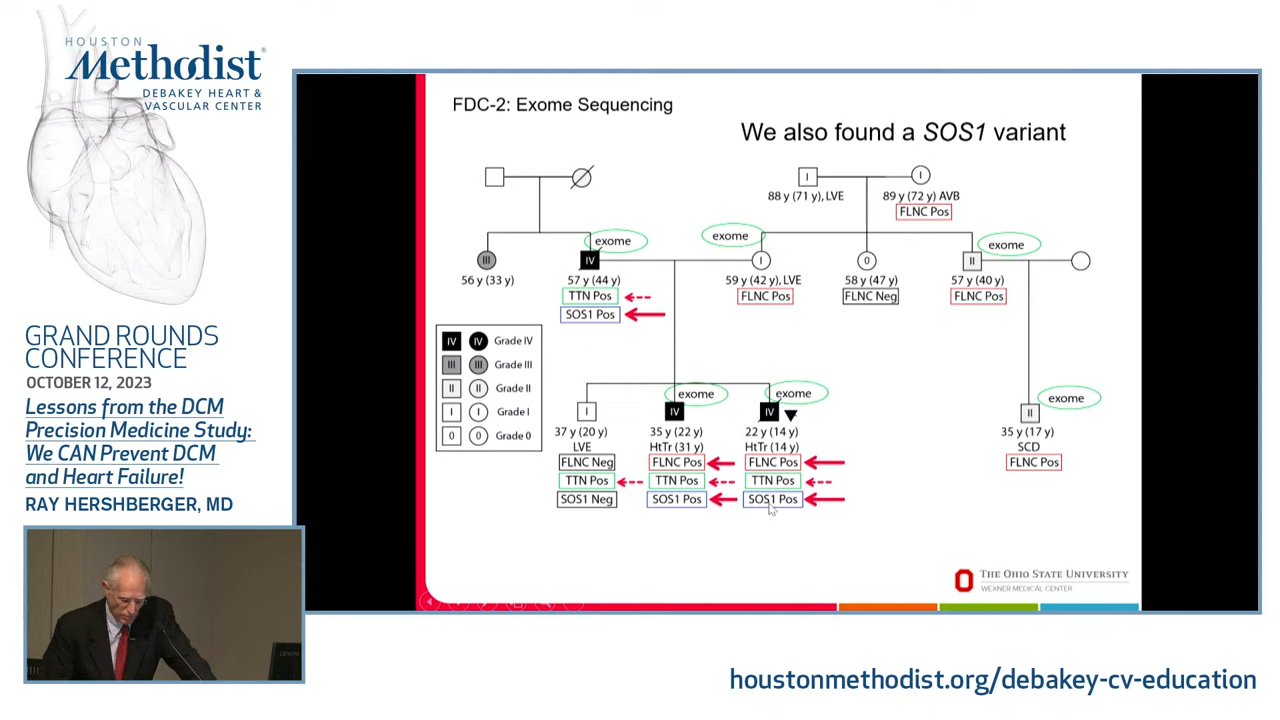 HOUSTON
Methodist®
DEBAKEY HEART &
VASCULAR CENTER
GRAND ROUNDS
CONFERENCE
OCTOBER 12, 2023
Lessons from the DCM
Precision Medicine Study:
We CAN Prevent DCM
and Heart Failure!
RAY HERSHBERGER, MD
FDC-2: Exome Sequencing
We also found a SOS1 variant
I
I
88 y (71 y), LVE
89 y (72 y) AVB
FLNC Pos
exome
exome
exome
III
IV
I
0
II
56 y (33 y)
57 y (44 y)
59 y (42 y), LVE
58 y (47 y)
57 y (40 y)
TTN Pos
FLNC Pos
FLNC Neg
FLNC Pos
SOS1 Pos
IV IV Grade IV
III III Grade III
II II Grade II
I I Grade I
0 0 Grade 0
exome
exome
exome
I
IV
IV
II
37 y (20 y)
35 y (22 y)
22 y (14 y)
35 y (17 y)
LVE
HtTr (31 y)
HtTr (14 y)
SCD
FLNC Neg
FLNC Pos
FLNC Pos
FLNC Pos
TTN Pos
TTN Pos
TTN Pos
SOS1 Neg
SOS1 Pos
SOS1 Pos
THE OHIO STATE UNIVERSITY
WEXNER MEDICAL CENTER
houstonmethodist.org/debakey-cv-education